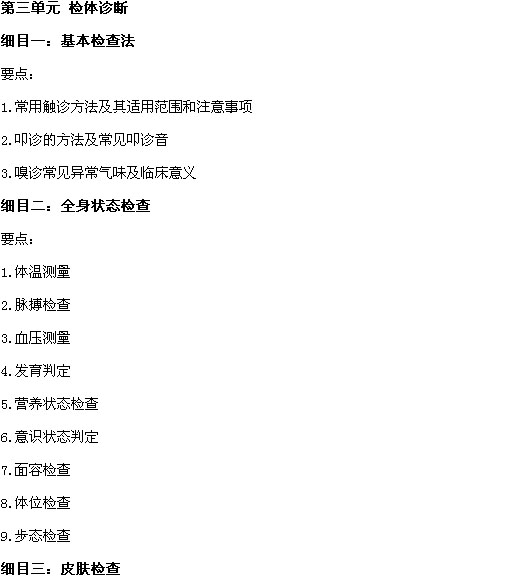 第三单元 检体诊断
细目一：基本检查法
要点：
1.常用触诊方法及其适用范围和注意事项
2.叩诊的方法及常见叩诊音
3.嗅诊常见异常气味及临床意义
细目二：全身状态检查
要点：
1.体温测量
2.脉搏检查
3.血压测量
4.发育判定
5.营养状态检查
6.意识状态判定
7.面容检查
8.体位检查
9.步态检查
细目三：皮肤检查